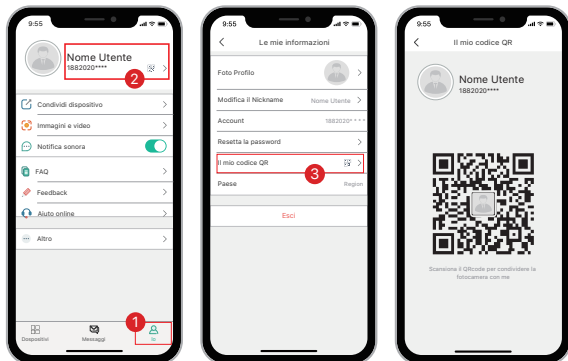 9:55
Nome Utente
1882020****
2
Condividi dispositivo
Immagini e video
Notifica sonora
FAQ
Feedback
Aiuto online
Altro
1
Dispositivi
Messaggi
Io
9:55
Le mie informazioni
Foto Profilo
Modifica il Nickname
Nome Utente
Account
1882020****
Resetta la password
Il mio codice QR
3
Paese
Region
Esci
9:55
Il mio codice QR
Nome Utente
1882020****
Scansiona il QRcode per condividere la
fotocamera con me